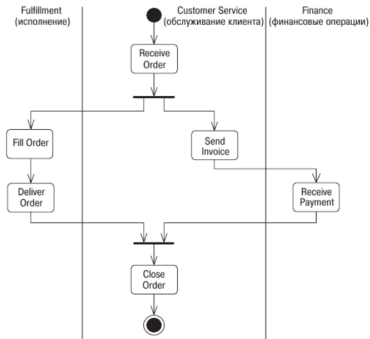 Fulfillment
(исполнение)
Customer Service
(обслуживание клиента)
Finance
(финансовые операции)
Receive
Order
Fill Order
Send
Invoice
Deliver
Order
Receive
Payment
Close
Order